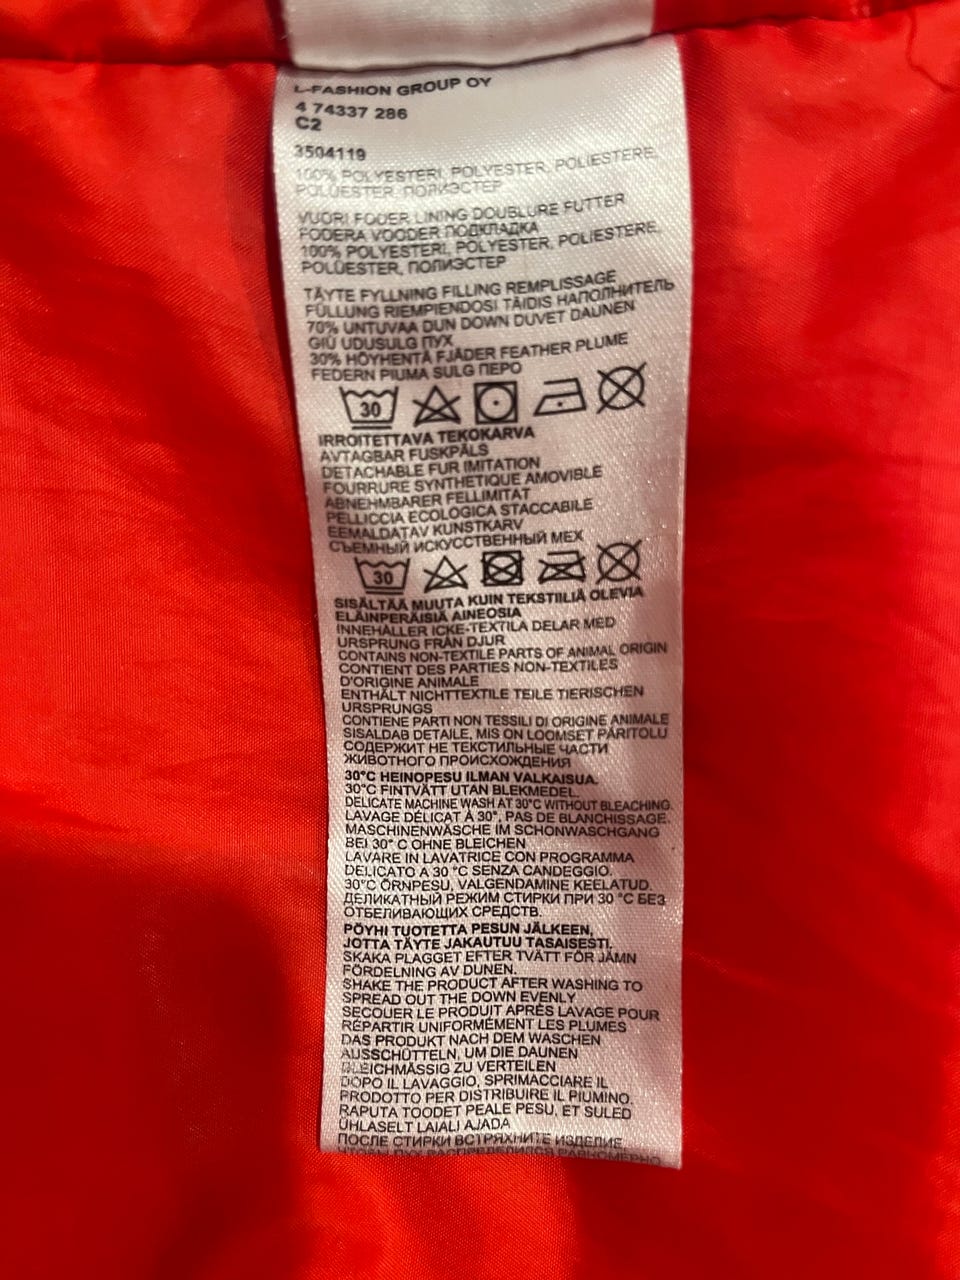 L-FASHION GROUP OY
4 74337 286
C2
3504119
100% POLYESTERI, POLYESTER, POLIESTERE,
POLÜESTER, ПОЛИЭСТЕР
VUORI FODER LINING DOUBLURE FUTTER
FODERA VOODER ПОДКЛАДКА
100% POLYESTERI, POLYESTER, POLIESTERE,
POLÜESTER, ПОЛИЭСТЕР
TÄYTE FYLLNING FILLING REMPLISSAGE
FÜLLUNG RIEMPIENDOSI TÄIDIS НАПОЛНИТЕЛЬ
70% UNTUVAA DUN DOWN DUVET DAUNEN
GIÙ UDUSULG ПУХ
30% HÖYHENTÄ FJÄDER FEATHER PLUME
FEDERN PIUMA SULG ПЕРО
30
IRROITETTAVA TEKOKARVA
AVTAGBAR FUSKPÄLS
DETACHABLE FUR IMITATION
FOURRURE SYNTHETIQUE AMOVIBLE
ABNEHMBARER FELLIMITAT
PELLICCIA ECOLOGICA STACCABILE
EEMALDATAV KUNSTKARV
СЪЕМНЫЙ ИСКУССТВЕННЫЙ МЕХ
30
SISÄLTÄÄ MUUTA KUIN TEKSTIILIÄ OLEVIA
ELÄINPERÄISIÄ AINEOSIA
INNEHÅLLER ICKE-TEXTILA DELAR MED
URSPRUNG FRÅN DJUR
CONTAINS NON-TEXTILE PARTS OF ANIMAL ORIGIN
CONTIENT DES PARTIES NON-TEXTILES
D'ORIGINE ANIMALE
ENTHÄLT NICHTTEXTILE TEILE TIERISCHEN
URSPRUNGS
CONTIENE PARTI NON TESSILI DI ORIGINE ANIMALE
SISALDAB DETAILE, MIS ON LOOMSET PÄRITOLU
СОДЕРЖИТ НЕ ТЕКСТИЛЬНЫЕ ЧАСТИ
ЖИВОТНОГО ПРОИСХОЖДЕНИЯ
30°C HEINOPESU ILMAN VALKAISUA.
30°C FINTVÄTT UTAN BLEKMEDEL.
DELICATE MACHINE WASH AT 30°C WITHOUT BLEACHING.
LAVAGE DÉLICAT À 30°, PAS DE BLANCHISSAGE.
MASCHINENWÄSCHE IM SCHONWASCHGANG
BEI 30° C OHNE BLEICHEN
LAVARE IN LAVATRICE CON PROGRAMMA
DELICATO A 30 °C SENZA CANDEGGIO.
30°C ÕRNPESU, VALGENDAMINE KEELATUD.
ДЕЛИКАТНЫЙ РЕЖИМ СТИРКИ ПРИ 30 °C БЕЗ
ОТБЕЛИВАЮЩИХ СРЕДСТВ.
PÖYHI TUOTETTA PESUN JÄLKEEN,
JOTTA TÄYTE JAKAUTUU TASAISESTI.
SKAKA PLAGGET EFTER TVÄTT FÖR JÄMN
FÖRDELNING AV DUNEN.
SHAKE THE PRODUCT AFTER WASHING TO
SPREAD OUT THE DOWN EVENLY
SECOUER LE PRODUIT APRÈS LAVAGE POUR
RÉPARTIR UNIFORMÉMENT LES PLUMES
DAS PRODUKT NACH DEM WASCHEN
AUSSCHÜTTELN, UM DIE DAUNEN
GLEICHMÄSSIG ZU VERTEILEN
DOPO IL LAVAGGIO, SPRIMACCIARE IL
PRODOTTO PER DISTRIBUIRE IL PIUMINO.
RAPUTA TOODET PEALE PESU, ET SULED
ÜHLASELT LAIALI AJADA
ПОСЛЕ СТИРКИ ВСТРЯХНИТЕ ИЗДЕЛИЕ
ЧТОБЫ ПУХ РАСПРЕДЕЛИЛСЯ РАВНОМЕРНО